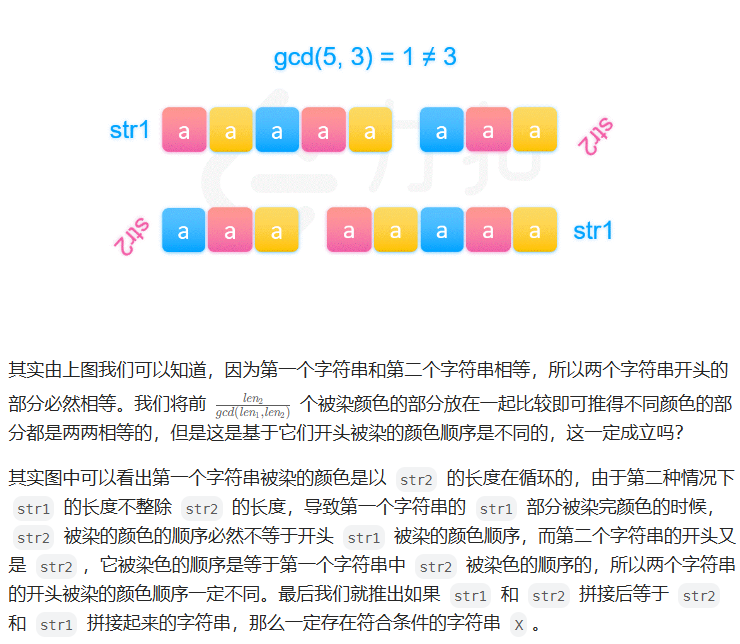 gcd(5, 3) = 1 ≠ 3
str1 a a a a a a a a str2
str2 a a a a a a a a str1
力扣
其实由上图我们可以知道，因为第一个字符串和第二个字符串相等，所以两个字符串开头的
部分必然相等。我们将前 len₂/gcd(len₁,len₂) 个被染颜色的部分放在一起比较即可推得不同颜色的部
分都是两两相等的，但是这是基于它们开头被染的颜色顺序是不同的，这一定成立吗？
其实图中可以看出第一个字符串被染的颜色是以 str2 的长度在循环的，由于第二种情况下
str1 的长度不整除 str2 的长度，导致第一个字符串的 str1 部分被染完颜色的时候，
str2 被染的颜色的顺序必然不等于开头 str1 被染的颜色顺序，而第二个字符串的开头又
是 str2 ，它被染色的顺序是等于第一个字符串中 str2 被染色的顺序的，所以两个字符串
的开头被染的颜色顺序一定不同。最后我们就推出如果 str1 和 str2 拼接后等于 str2
和 str1 拼接起来的字符串，那么一定存在符合条件的字符串 X 。